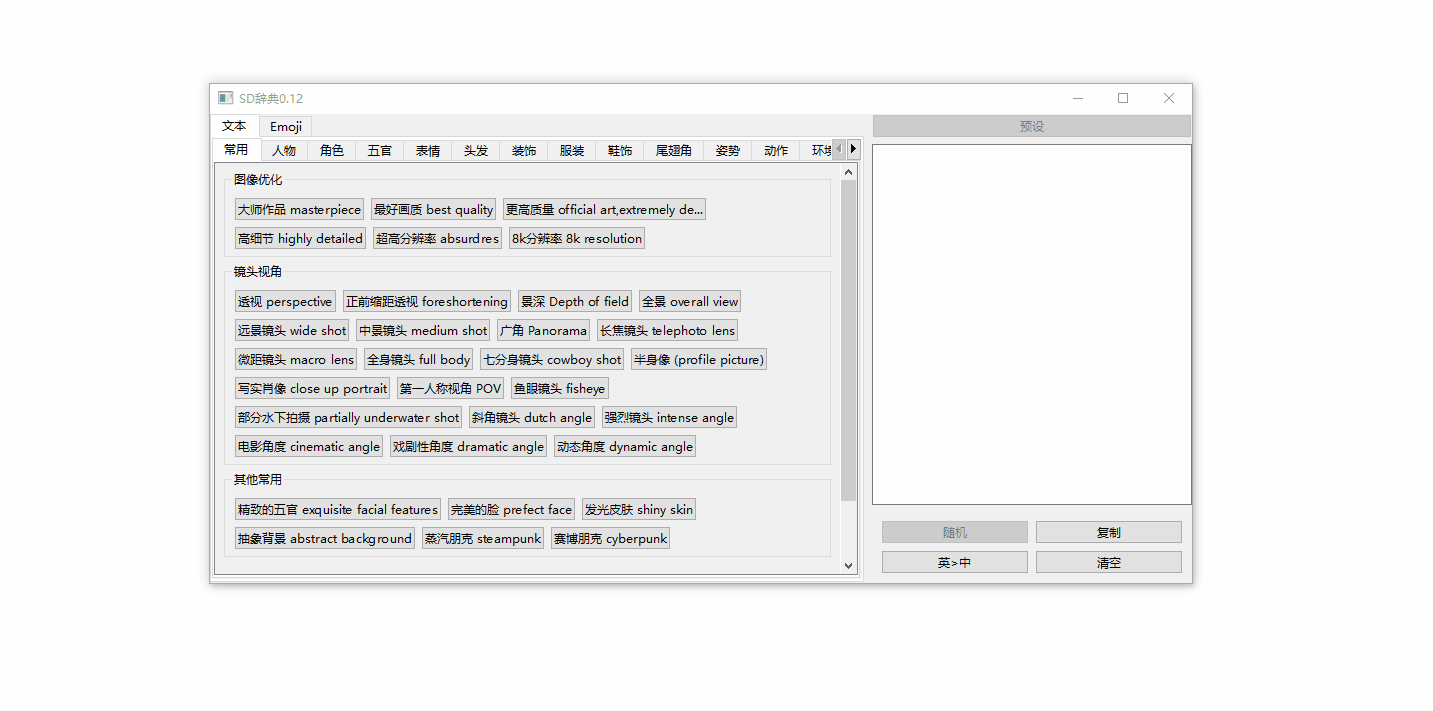 SD辞典0.12
文本 Emoji 预设
常用 人物 角色 五官 表情 头发 装饰 服装 鞋饰 尾翅角 姿势 动作 环境
图像优化
大师作品 masterpiece 最好画质 best quality 更高质量 official art,extremely de...
高细节 highly detailed 超高分辨率 absurdres 8k分辨率 8k resolution
镜头视角
透视 perspective 正前缩距透视 foreshortening 景深 Depth of field 全景 overall view
远景镜头 wide shot 中景镜头 medium shot 广角 Panorama 长焦镜头 telephoto lens
微距镜头 macro lens 全身镜头 full body 七分身镜头 cowboy shot 半身像 (profile picture)
写实肖像 close up portrait 第一人称视角 POV 鱼眼镜头 fisheye
部分水下拍摄 partially underwater shot 斜角镜头 dutch angle 强烈镜头 intense angle
电影角度 cinematic angle 戏剧性角度 dramatic angle 动态角度 dynamic angle
其他常用
精致的五官 exquisite facial features 完美的脸 prefect face 发光皮肤 shiny skin
抽象背景 abstract background 蒸汽朋克 steampunk 赛博朋克 cyberpunk
随机 复制
英>中 清空